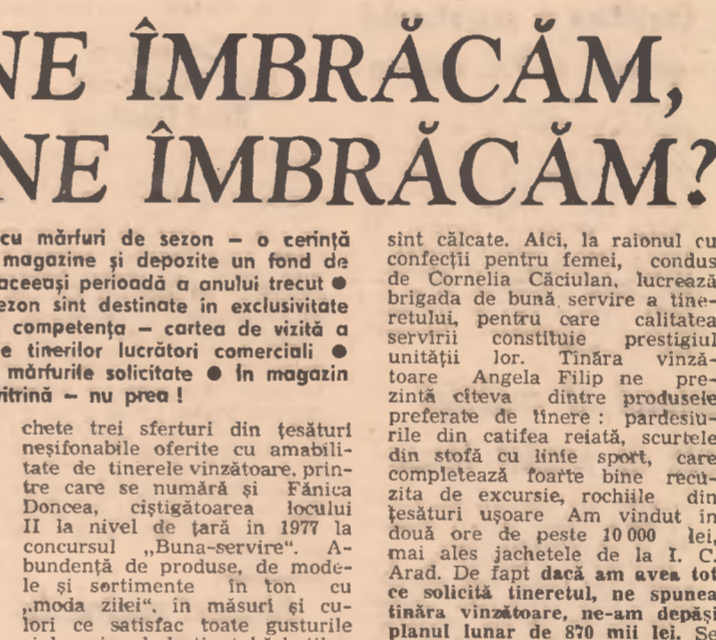 NE ÎMBRĂCĂM,
NE ÎMBRĂCĂM?
cu mărfuri de sezon — o cerință
magazine și depozite un fond de
aceeași perioadă a anului trecut ●
ezon sint destinate in exclusivitate
competența — cartea de vizită a
e tinerilor lucrători comerciali ●
mărfurile solicitate ● In magazin
vitrină — nu prea !
chete trei sferturi din țesături
neșifonabile oferite cu amabili-
tate de tinerele vînzătoare, prin-
tre care se numără și Fănica
Doncea, cîștigătoarea locului
II la nivel de țară în 1977 la
concursul „Buna-servire“. A-
bundență de produse, de mode-
le și sortimente în ton cu
„moda zilei“, în măsuri și cu-
lori ce satisfac toate gusturile
sînt călcate. Aici, la raionul cu
confecții pentru femei, condus
de Cornelia Căciulan, lucrează
brigada de bună servire a tine-
retului, pentru care calitatea
servirii constituie prestigiul
unității lor. Tînăra vînză-
toare Angela Filip ne pre-
zintă cîteva dintre produsele
preferate de tinere : pardesiu-
rile din catifea reiată, scurtele
din stofă cu linie sport, care
completează foarte bine recu-
zita de excursie, rochiile din
țesături ușoare Am vîndut în
două ore de peste 10 000 lei,
mai ales jachetele de la I. C.
Arad. De fapt dacă am avea tot
ce solicită tineretul, ne spunea
tînăra vînzătoare, ne-am depăși
planul lunar de 870 mii lei. S